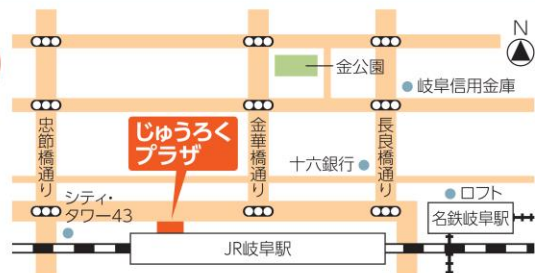 N
金公園
岐阜信用金庫
忠節橋通り
じゅうろく
プラザ
金華橋通り
長良橋通り
十六銀行
シティ・
タワー43
ロフト
名鉄岐阜駅
JR岐阜駅